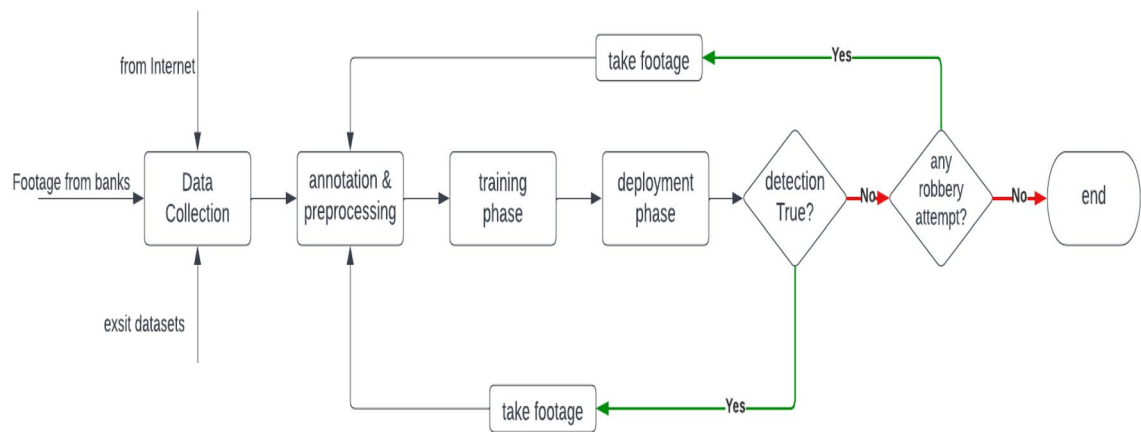 from Internet
take footage
Yes
Footage from banks
Data
Collection
annotation &
preprocessing
training
phase
deployment
phase
detection
True?
No
any
robbery
attempt?
No
end
exsit datasets
take footage
Yes